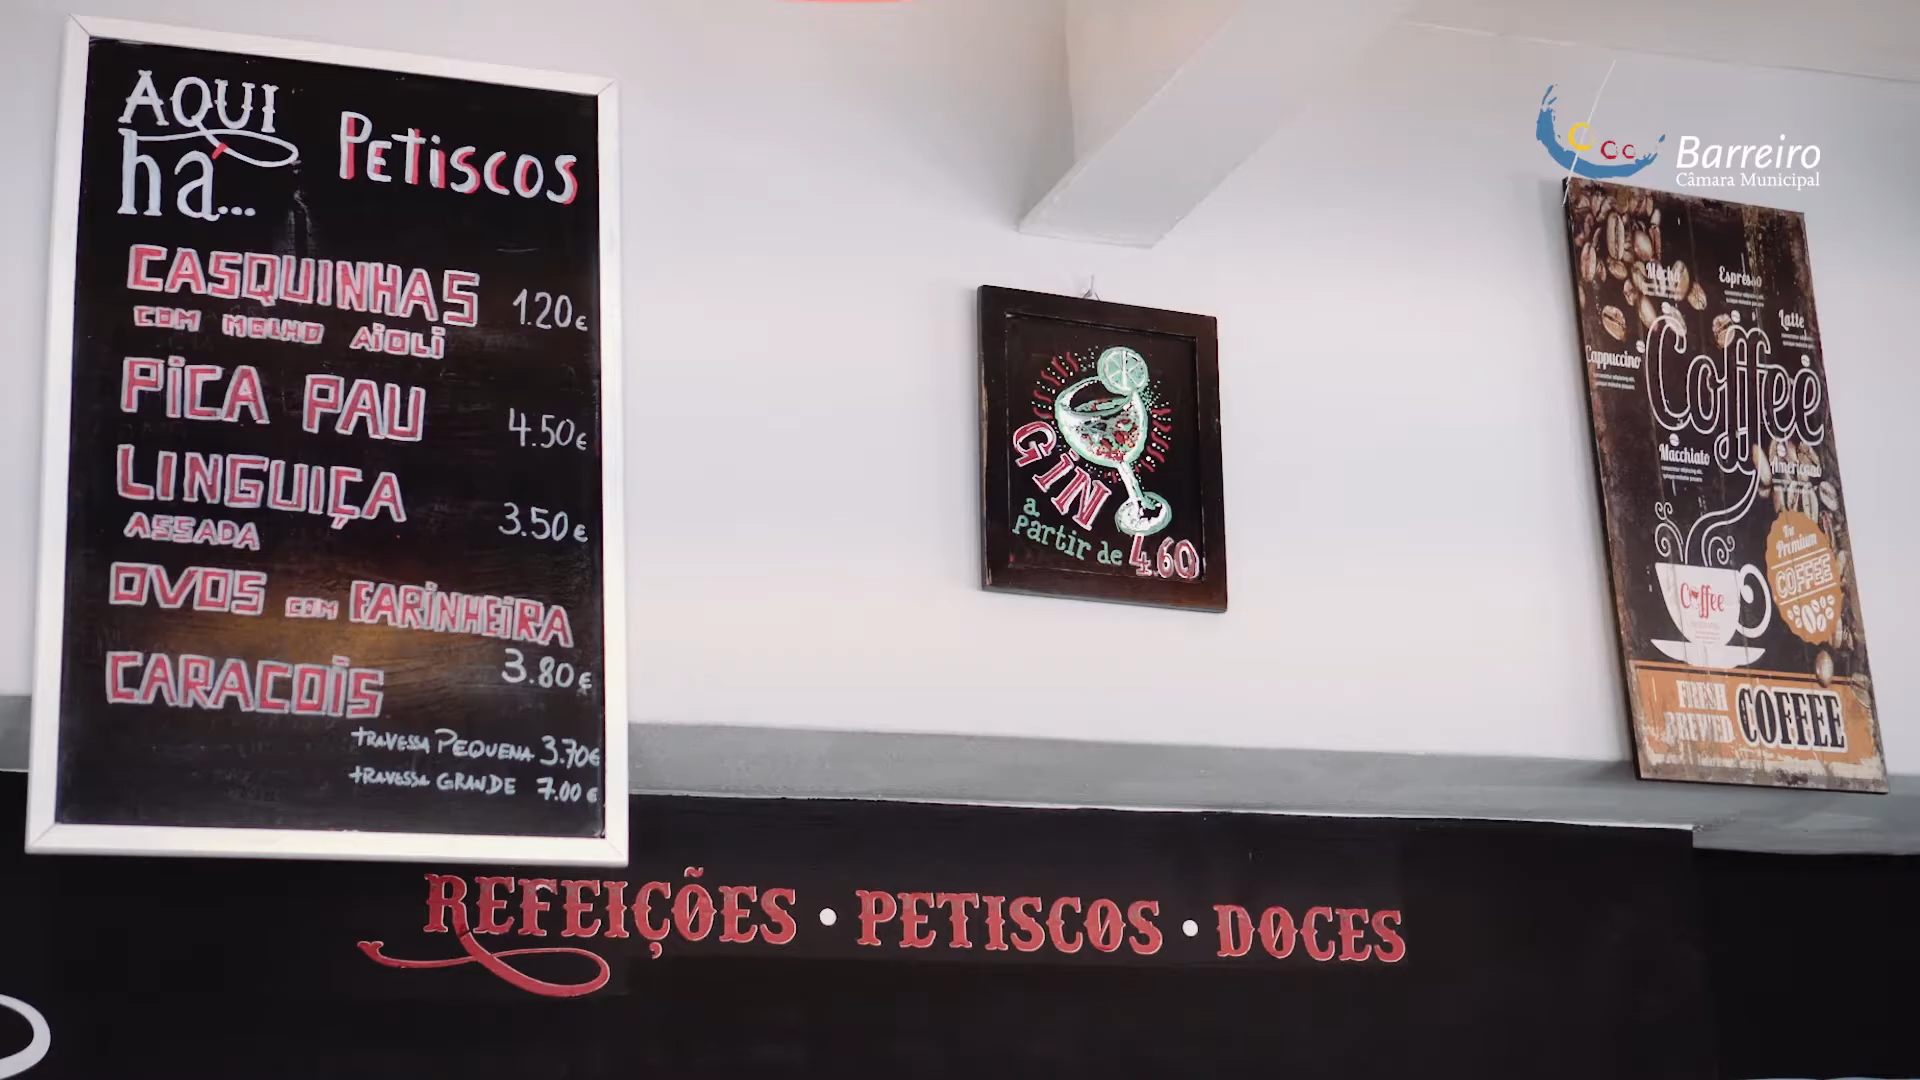 AQUI
há...
Petiscos
CASQUINHAS 1.20€
COM MOLHO AiOLi
PiCA PAU 4.50€
LINGUIÇA 3.50€
ASSADA
OVOS COM FARiNHEiRA
3.80€
CARACOiS
travessa PEQUENA 3.70€
travessa GRANDE 7.00€
GiN
a
Partir de 4.60
Barreiro
Câmara Municipal
Mocha
Espresso
Latte
Cappuccino
Coffee
Macchiato
Americano
Premium
COFFEE
Coffee
FRESH
BREWED
COFFEE
REFEIÇÕES • PETISCOS • DOCES